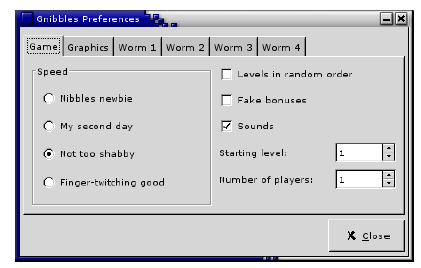 Gnibbles Preferences
Game Graphics Worm 1 Worm 2 Worm 3 Worm 4
Speed
Nibbles newbie
My second day
Not too shabby
Finger-twitching good
Levels in random order
Fake bonuses
Sounds
Starting level: 1
Number of players: 1
Close